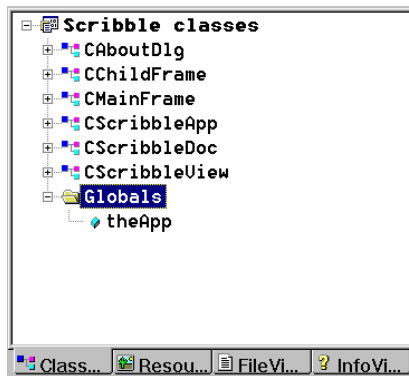 Scribble classes
CAboutDlg
CChildFrame
CMainFrame
CScribbleApp
CScribbleDoc
CScribbleView
Globals
theApp
Class... Resou... FileVi... InfoVi...